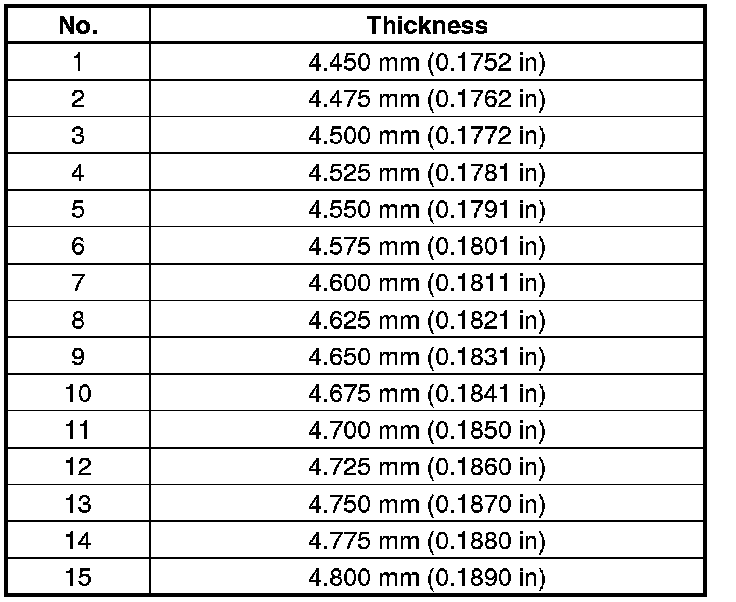 No. Thickness
1 4.450 mm (0.1752 in)
2 4.475 mm (0.1762 in)
3 4.500 mm (0.1772 in)
4 4.525 mm (0.1781 in)
5 4.550 mm (0.1791 in)
6 4.575 mm (0.1801 in)
7 4.600 mm (0.1811 in)
8 4.625 mm (0.1821 in)
9 4.650 mm (0.1831 in)
10 4.675 mm (0.1841 in)
11 4.700 mm (0.1850 in)
12 4.725 mm (0.1860 in)
13 4.750 mm (0.1870 in)
14 4.775 mm (0.1880 in)
15 4.800 mm (0.1890 in)